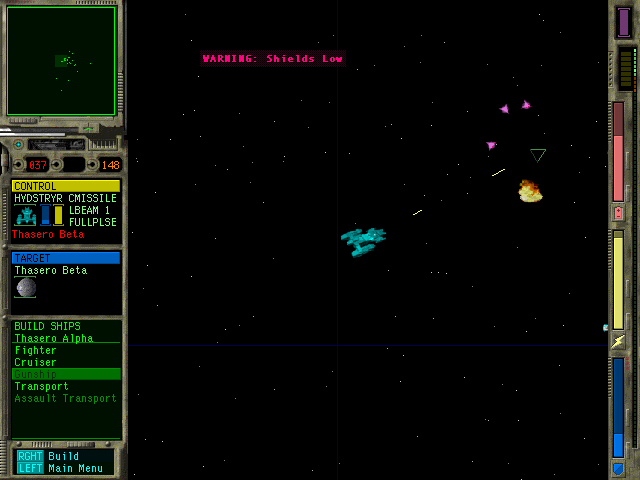 WARNING: Shields Low
037 148
CONTROL
HVDSTRYR CMISSILE
LBEAM 1
FULLPLSE
Thasero Beta
TARGET
Thasero Beta
BUILD SHIPS
Thasero Alpha
Fighter
Cruiser
Gunship
Transport
Assault Transport
RGHT Build
LEFT Main Menu